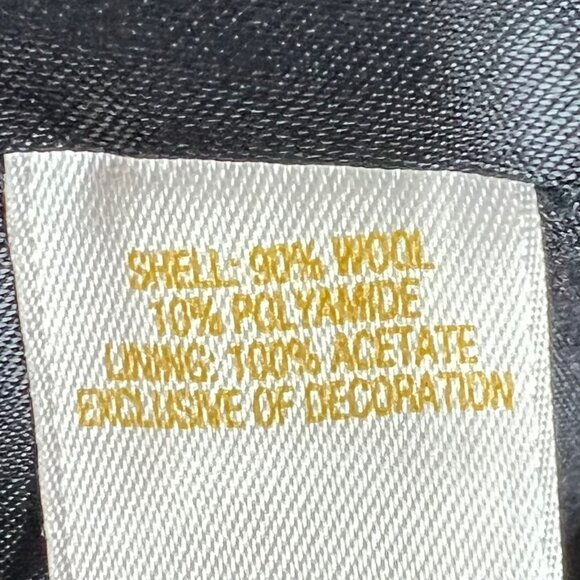 SHELL: 90% WOOL
10% POLYAMIDE
LINING: 100% ACETATE
EXCLUSIVE OF DECORATION